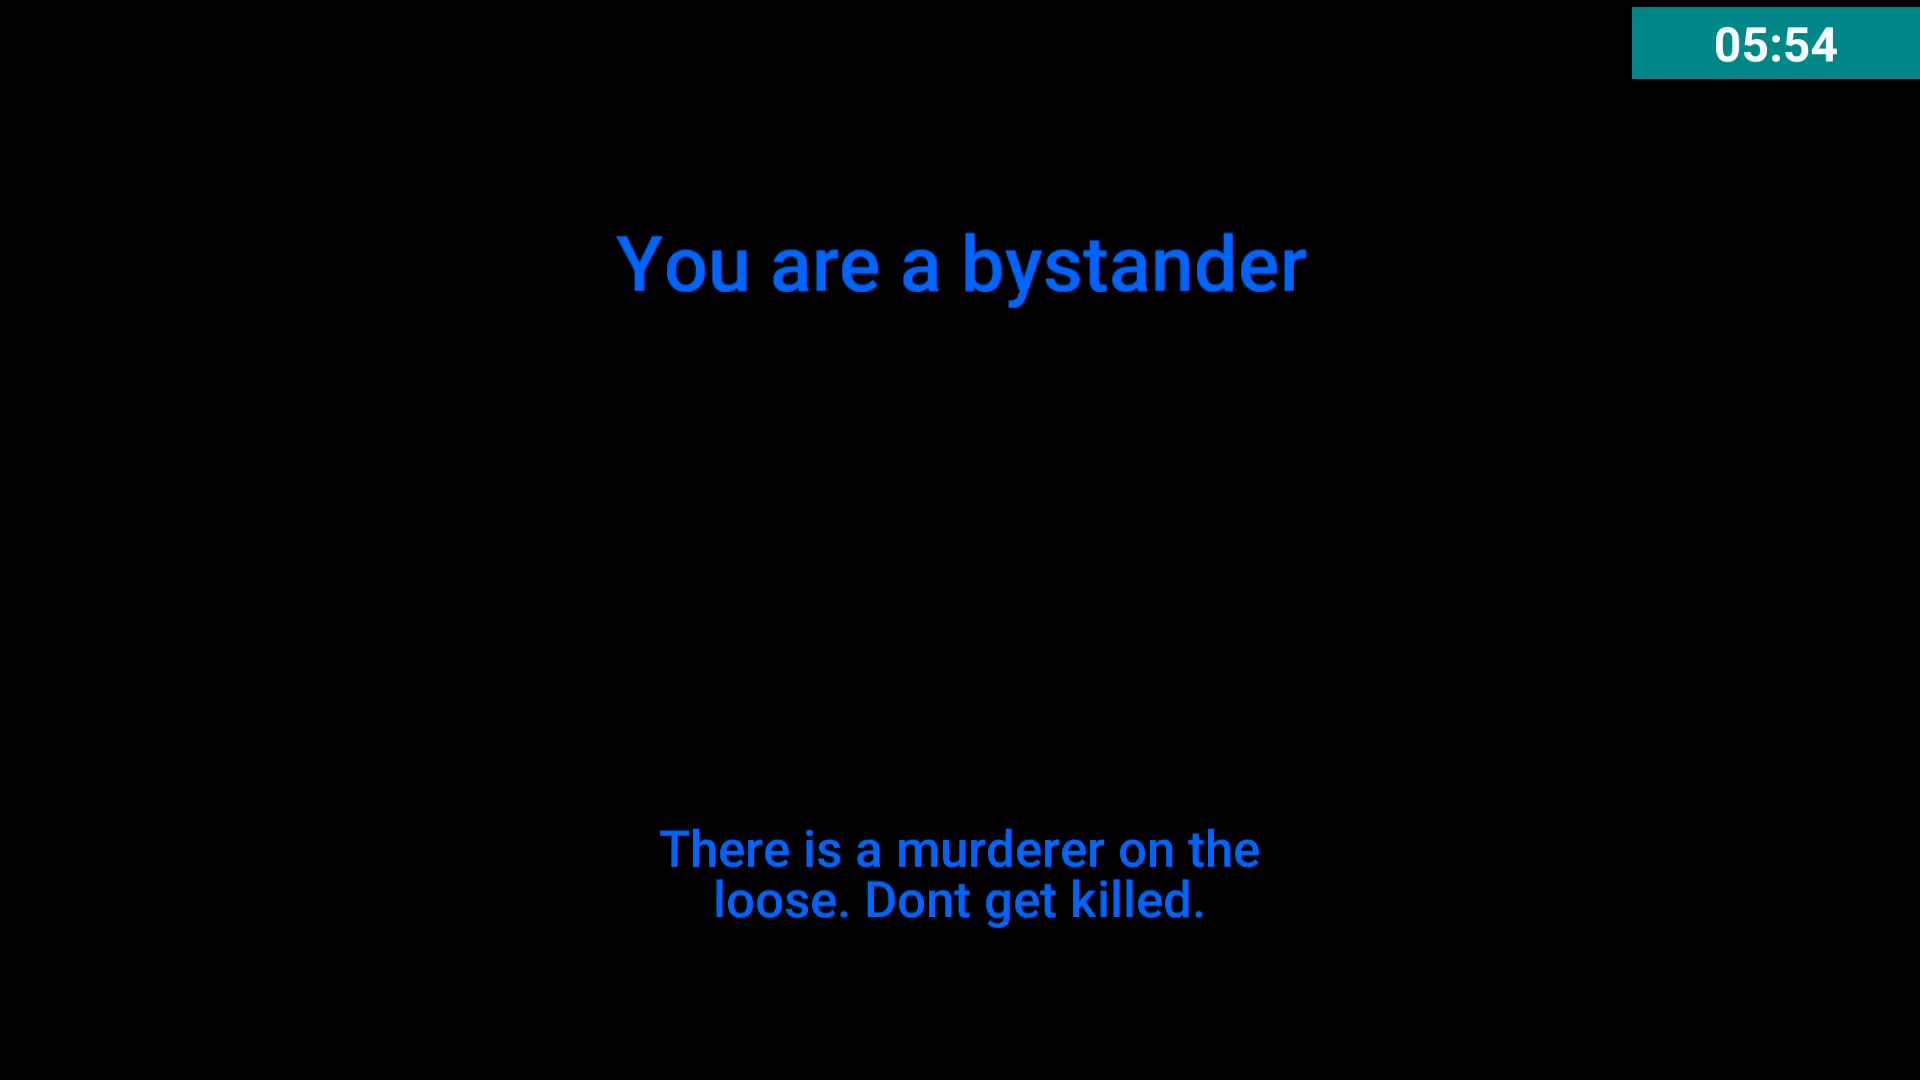 05:54
You are a bystander
There is a murderer on the
loose. Dont get killed.